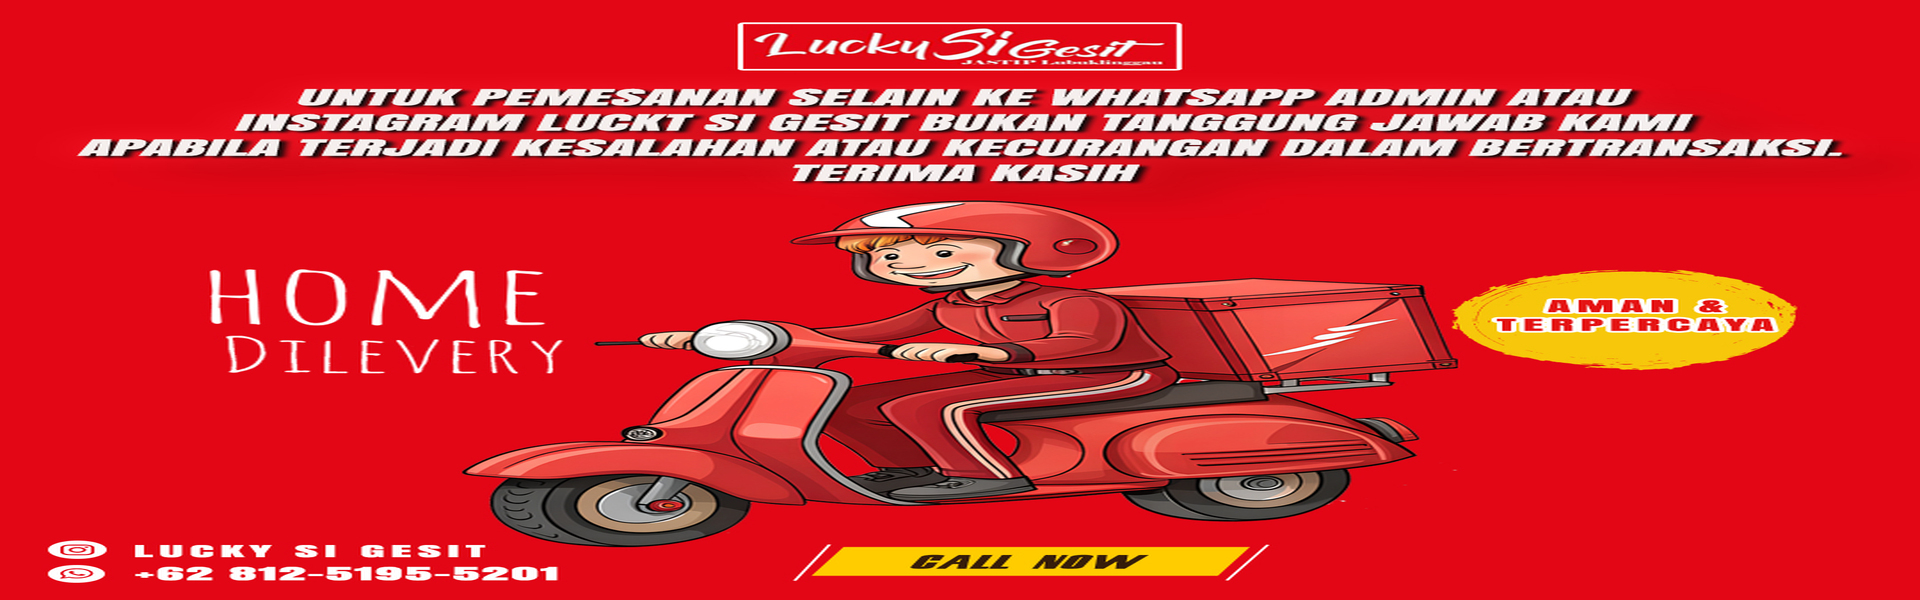 Lucky Si Gesit
JASTIP Lubuklinggau
UNTUK PEMESANAN SELAIN KE WHATSAPP ADMIN ATAU
INSTAGRAM LUCKT SI GESIT BUKAN TANGGUNG JAWAB KAMI
APABILA TERJADI KESALAHAN ATAU KECURANGAN DALAM BERTRANSAKSI.
TERIMA KASIH
HOME
DILEVERY
AMAN &
TERPERCAYA
LUCKY SI GESIT
+62 812-5195-5201
CALL NOW